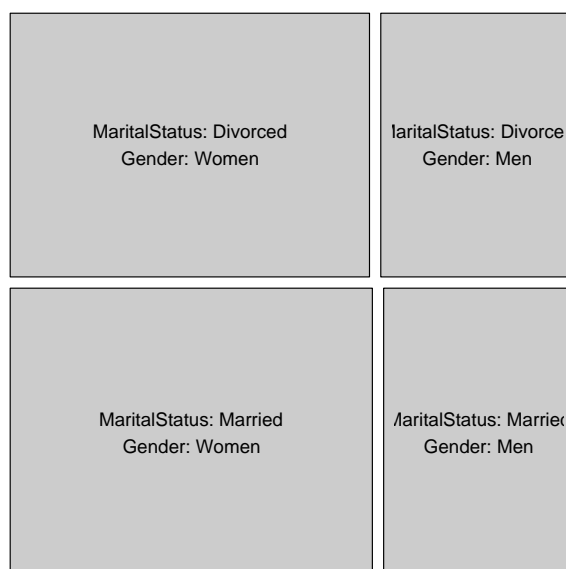 MaritalStatus: Divorced
Gender: Women
aritalStatus: Divorce
Gender: Men
MaritalStatus: Married
Gender: Women
aritalStatus: Marrie
Gender: Men